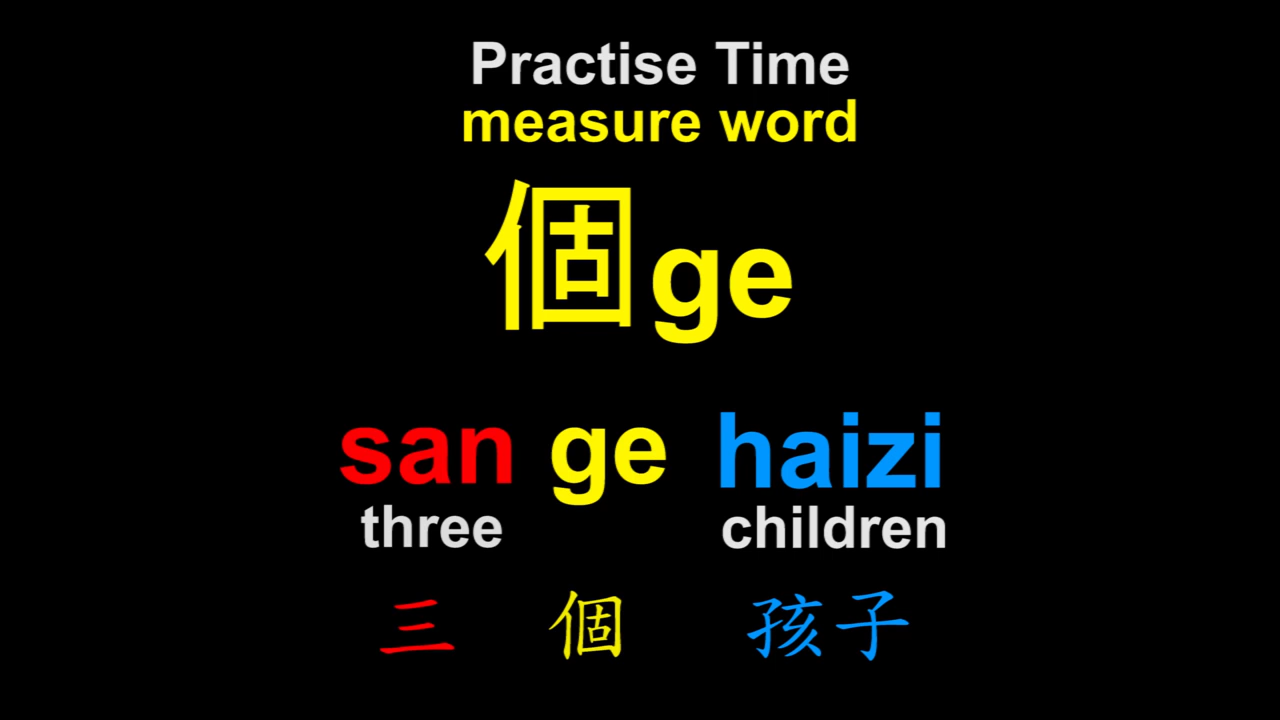 Practise Time
measure word
個ge
san ge haizi
three children
三 個 孩子